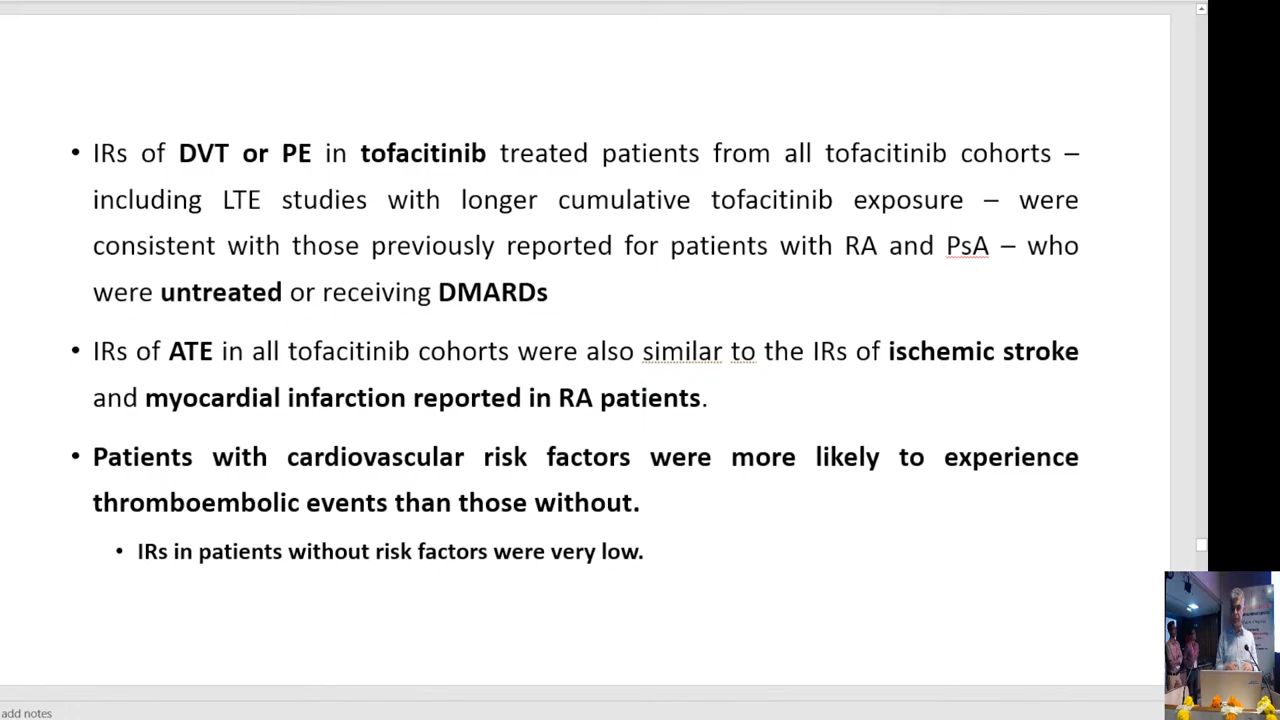 • IRs of DVT or PE in tofacitinib treated patients from all tofacitinib cohorts –
including LTE studies with longer cumulative tofacitinib exposure – were
consistent with those previously reported for patients with RA and PsA – who
were untreated or receiving DMARDs
• IRs of ATE in all tofacitinib cohorts were also similar to the IRs of ischemic stroke
and myocardial infarction reported in RA patients.
• Patients with cardiovascular risk factors were more likely to experience
thromboembolic events than those without.
• IRs in patients without risk factors were very low.
add notes